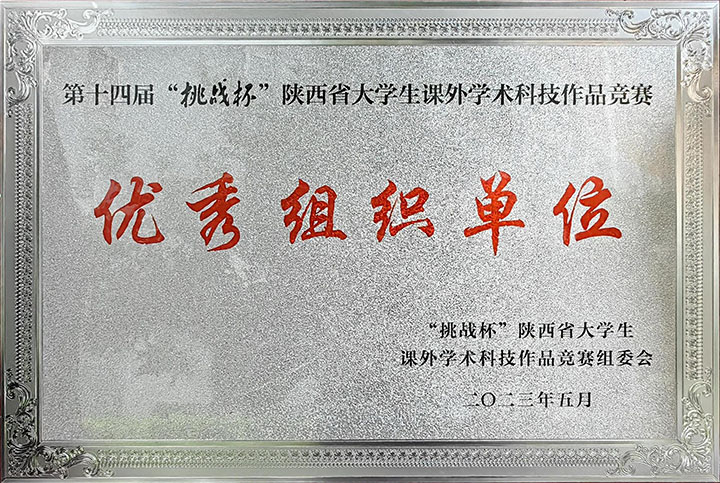 第十四届“挑战杯”陕西省大学生课外学术科技作品竞赛
优秀组织单位
“挑战杯”陕西省大学生
课外学术科技作品竞赛组委会
二〇二三年五月